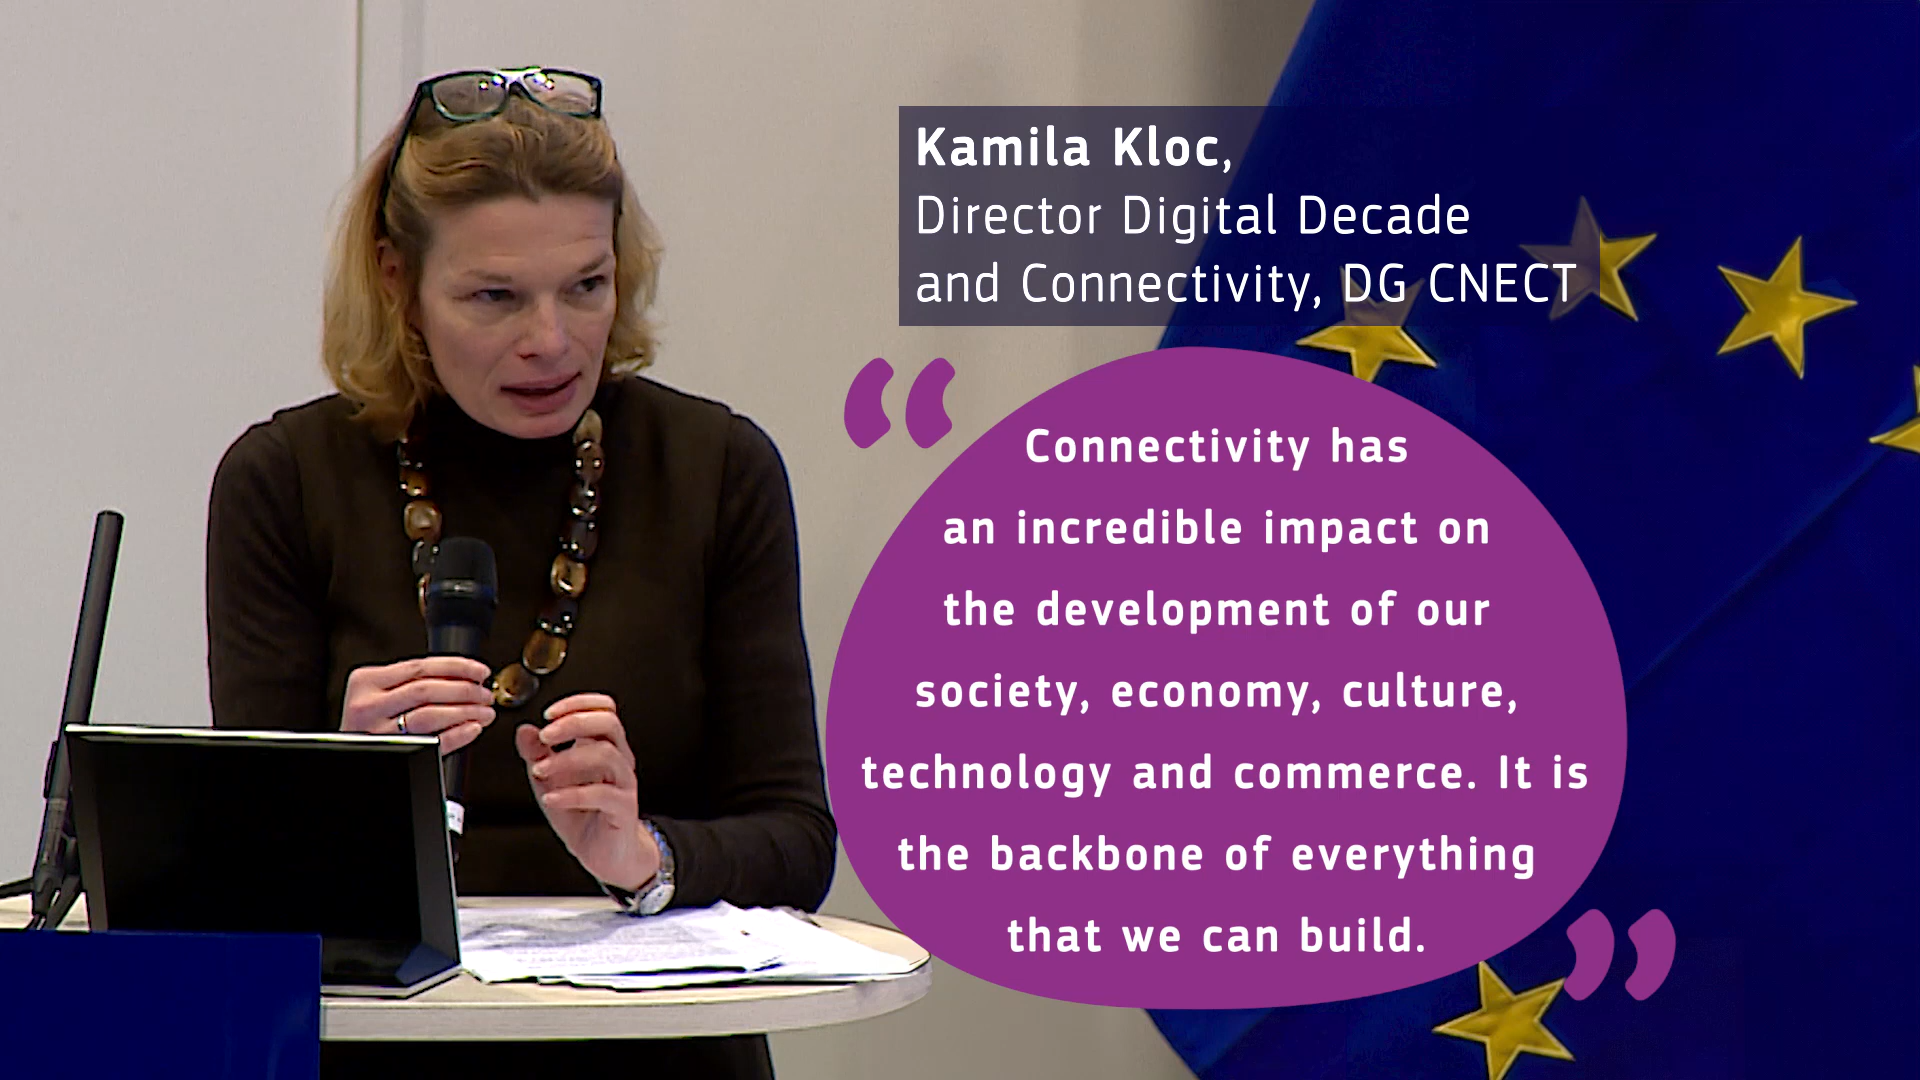 Kamila Kloc,
Director Digital Decade
and Connectivity, DG CNECT
“
Connectivity has
an incredible impact on
the development of our
society, economy, culture,
technology and commerce. It is
the backbone of everything
that we can build.
”